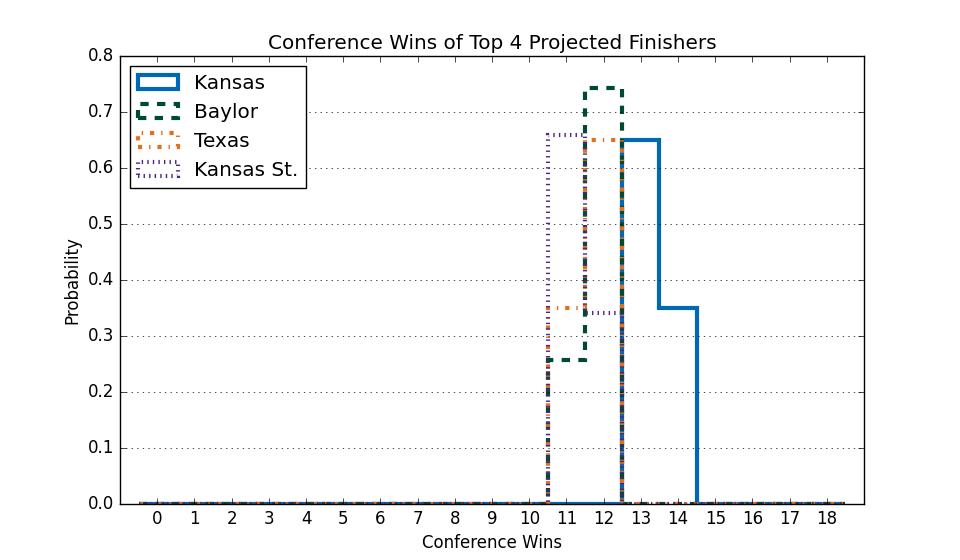 Conference Wins of Top 4 Projected Finishers
0.8
0.7
0.6
0.5
0.4
0.3
0.2
0.1
0.0
Probability
Kansas
Baylor
Texas
Kansas St.
0 1 2 3 4 5 6 7 8 9 10 11 12 13 14 15 16 17 18
Conference Wins